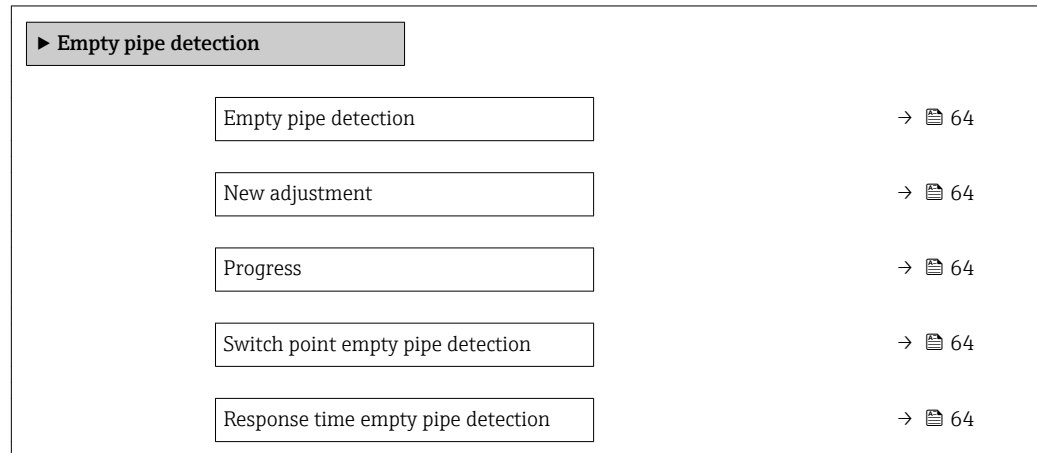 ► Empty pipe detection
Empty pipe detection → 64
New adjustment → 64
Progress → 64
Switch point empty pipe detection → 64
Response time empty pipe detection → 64